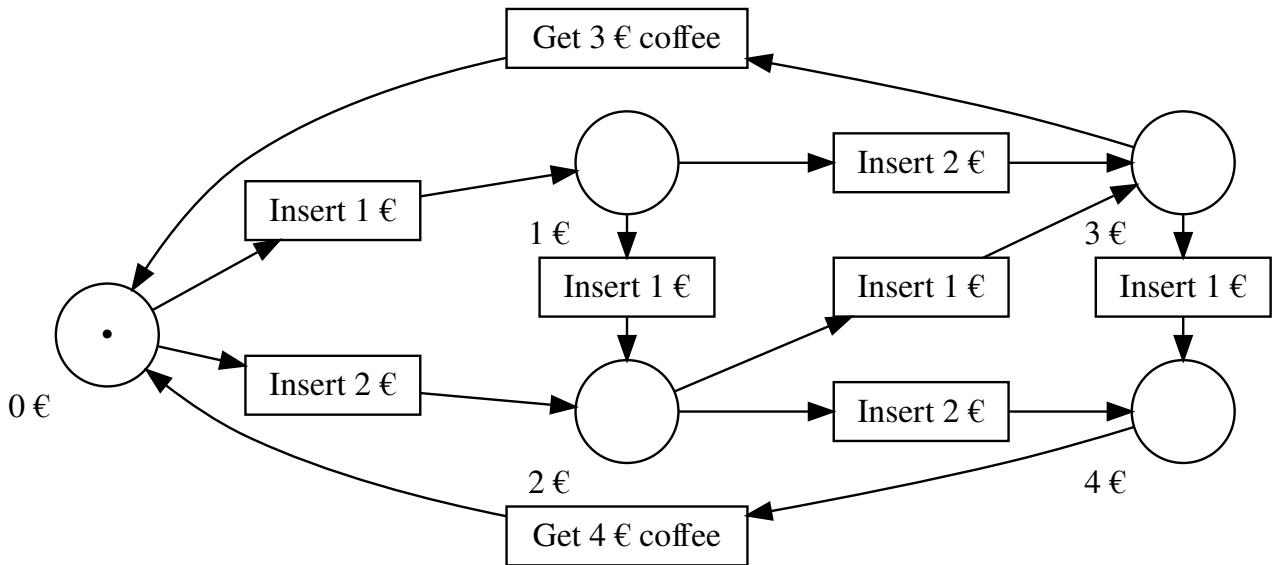 Get 3 € coffee
Insert 2 €
Insert 1 €
1 €
3 €
Insert 1 €
Insert 1 €
Insert 1 €
Insert 2 €
Insert 2 €
0 €
2 €
4 €
Get 4 € coffee